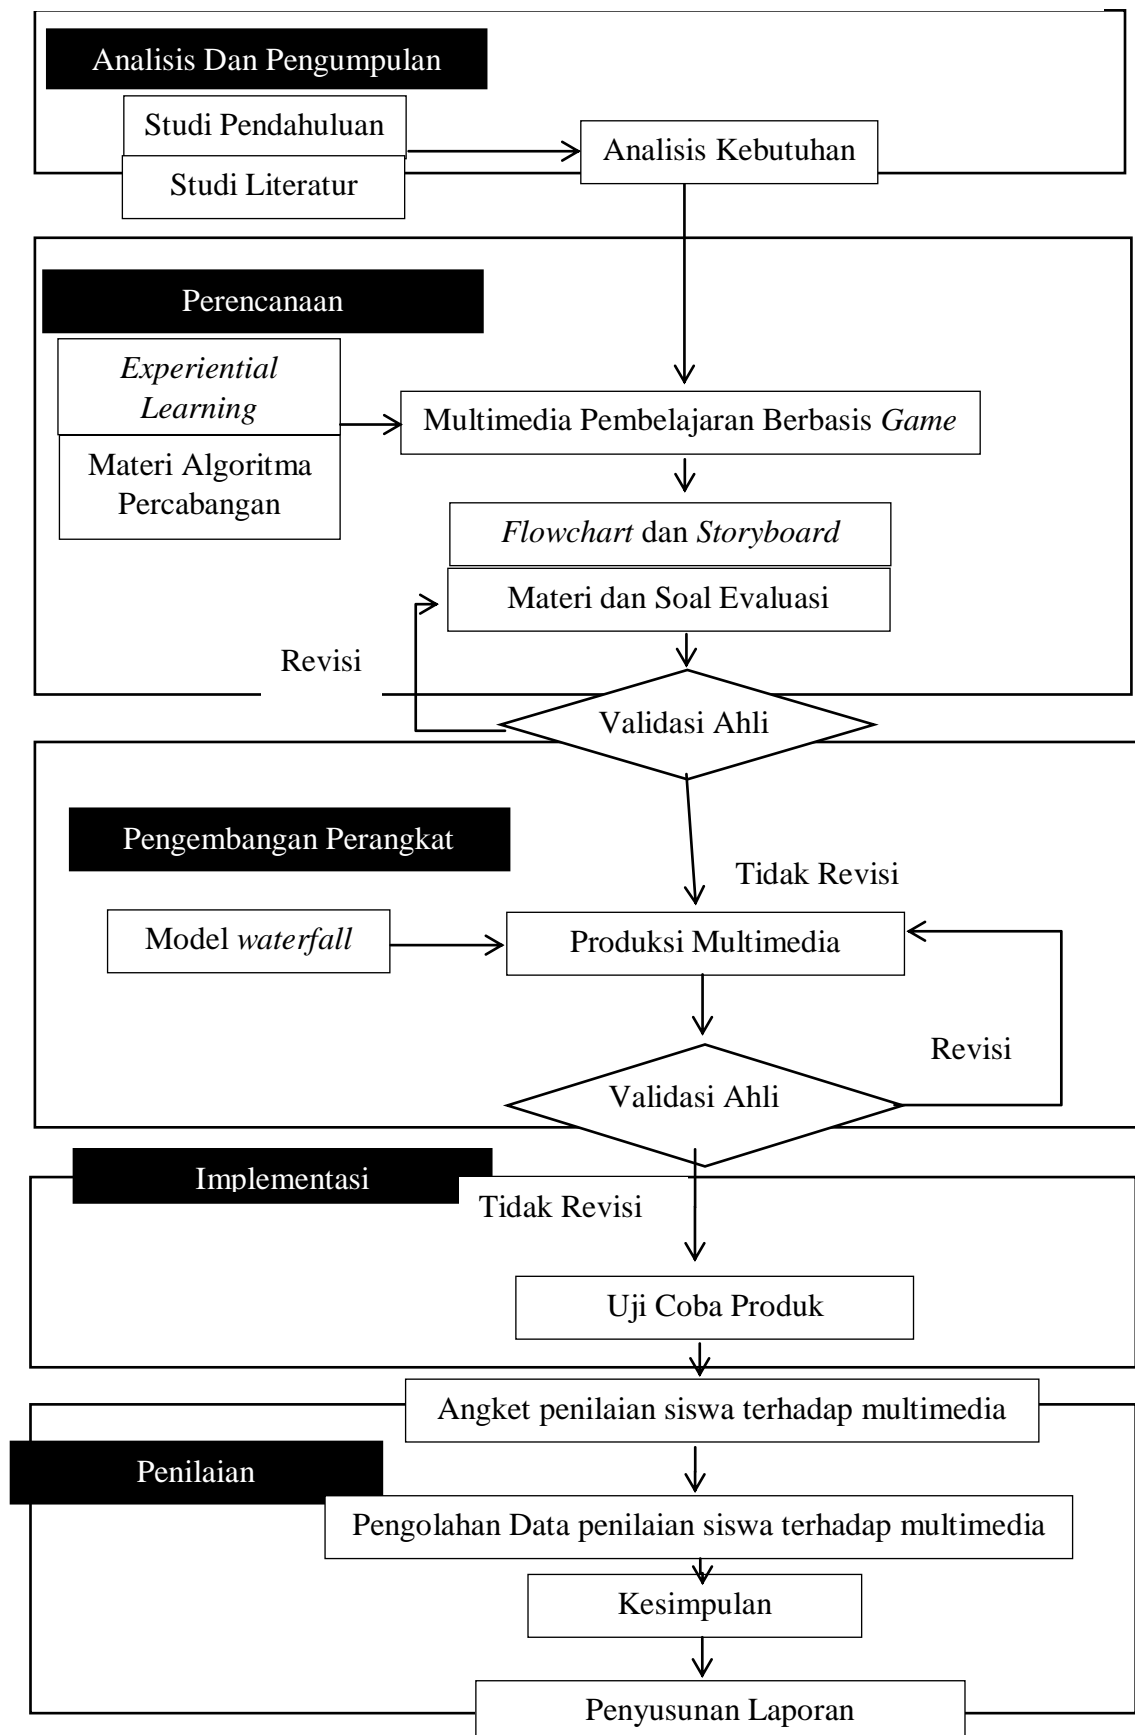 Analisis Dan Pengumpulan
Studi Pendahuluan
Studi Literatur
Analisis Kebutuhan
Perencanaan
Experiential
Learning
Materi Algoritma
Percabangan
Multimedia Pembelajaran Berbasis Game
Flowchart dan Storyboard
Materi dan Soal Evaluasi
Revisi
Validasi Ahli
Pengembangan Perangkat
Tidak Revisi
Model waterfall
Produksi Multimedia
Revisi
Validasi Ahli
Implementasi
Tidak Revisi
Uji Coba Produk
Angket penilaian siswa terhadap multimedia
Penilaian
Pengolahan Data penilaian siswa terhadap multimedia
Kesimpulan
Penyusunan Laporan